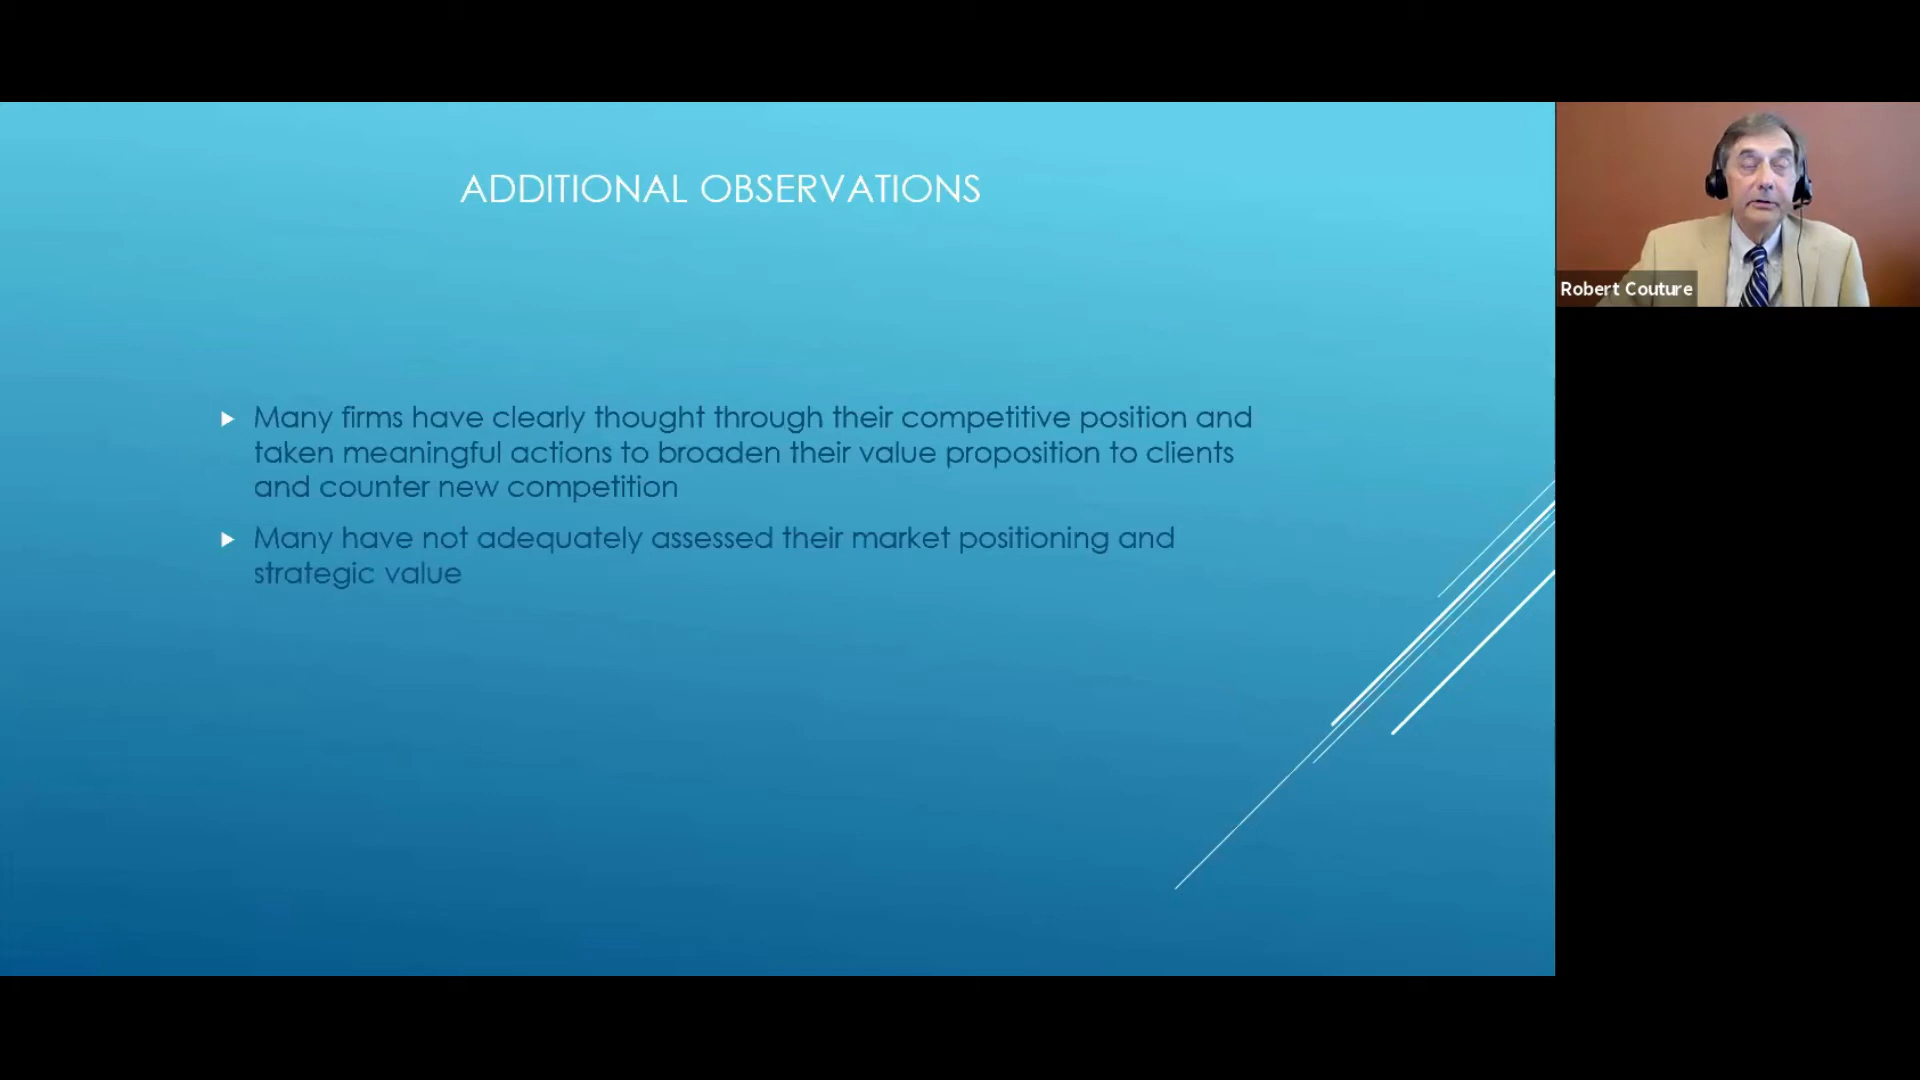 ADDITIONAL OBSERVATIONS
Many firms have clearly thought through their competitive position and
taken meaningful actions to broaden their value proposition to clients
and counter new competition
Many have not adequately assessed their market positioning and
strategic value
Robert Couture